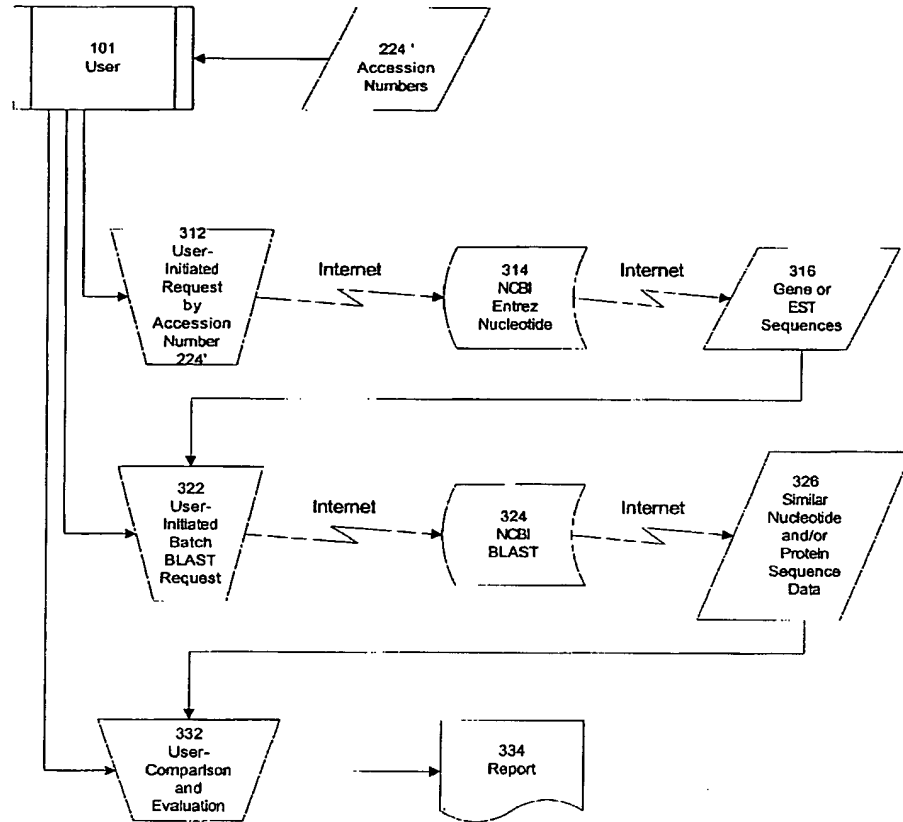 101
User
224 '
Accession
Numbers
312
User-
Initiated
Request
by
Accession
Number
224'
Internet
314
NCBI
Entrez
Nucleotide
Internet
316
Gene or
EST
Sequences
322
User-
Initiated
Batch
BLAST
Request
Internet
324
NCBI
BLAST
Internet
326
Similar
Nucleotide
and/or
Protein
Sequence
Data
332
User-
Comparison
and
Evaluation
334
Report